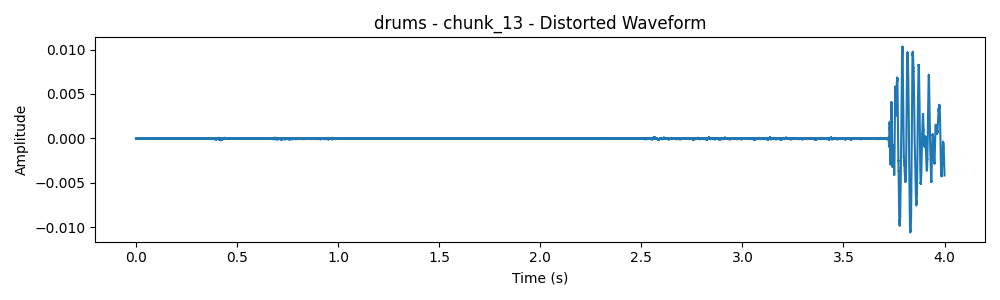 drums - chunk_13 - Distorted Waveform
Amplitude
0.010
0.005
0.000
−0.005
−0.010
0.0 0.5 1.0 1.5 2.0 2.5 3.0 3.5 4.0
Time (s)